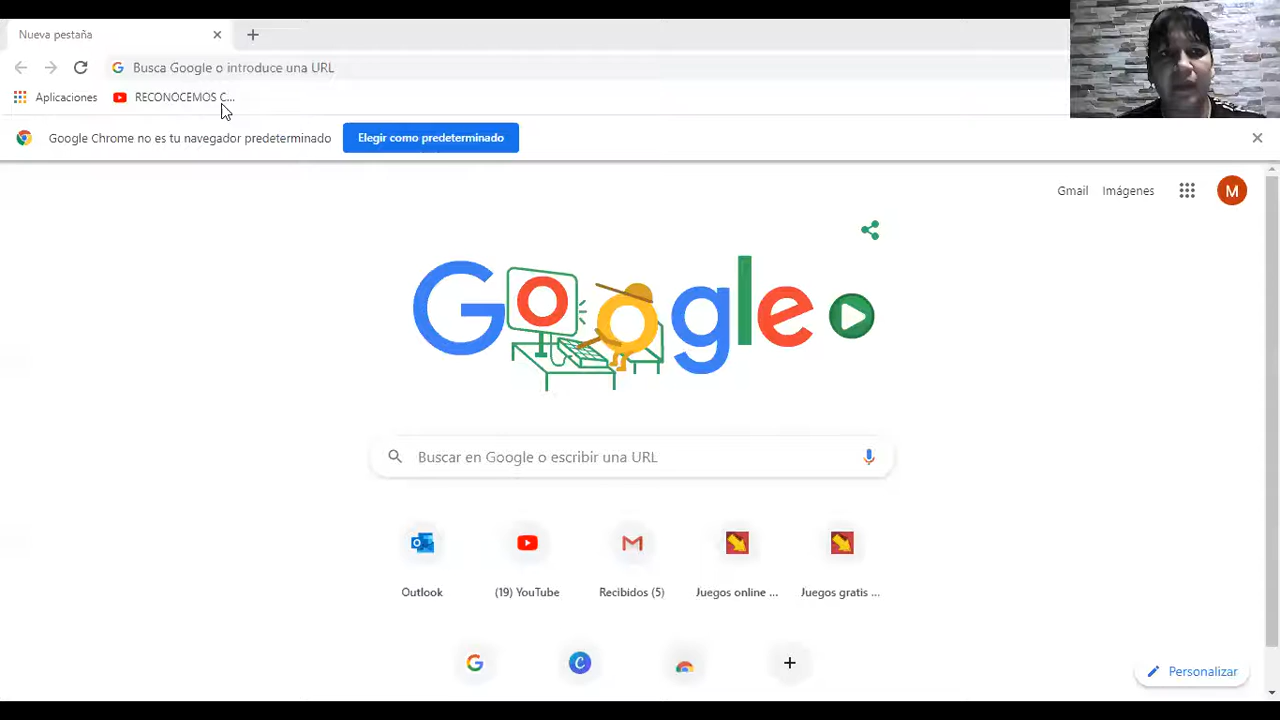 Nueva pestaña
Busca Google o introduce una URL
Aplicaciones RECONOCEMOS C...
Google Chrome no es tu navegador predeterminado Elegir como predeterminado
Gmail Imágenes M
Google
Buscar en Google o escribir una URL
Outlook (19) YouTube Recibidos (5) Juegos online ... Juegos gratis ...
Personalizar